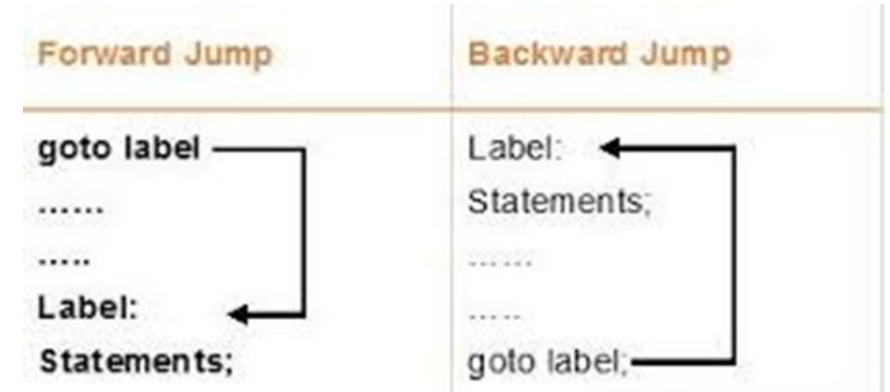 Forward Jump
goto label
......
.....
Label:
Statements;
Backward Jump
Label:
Statements;
......
.....
goto label;